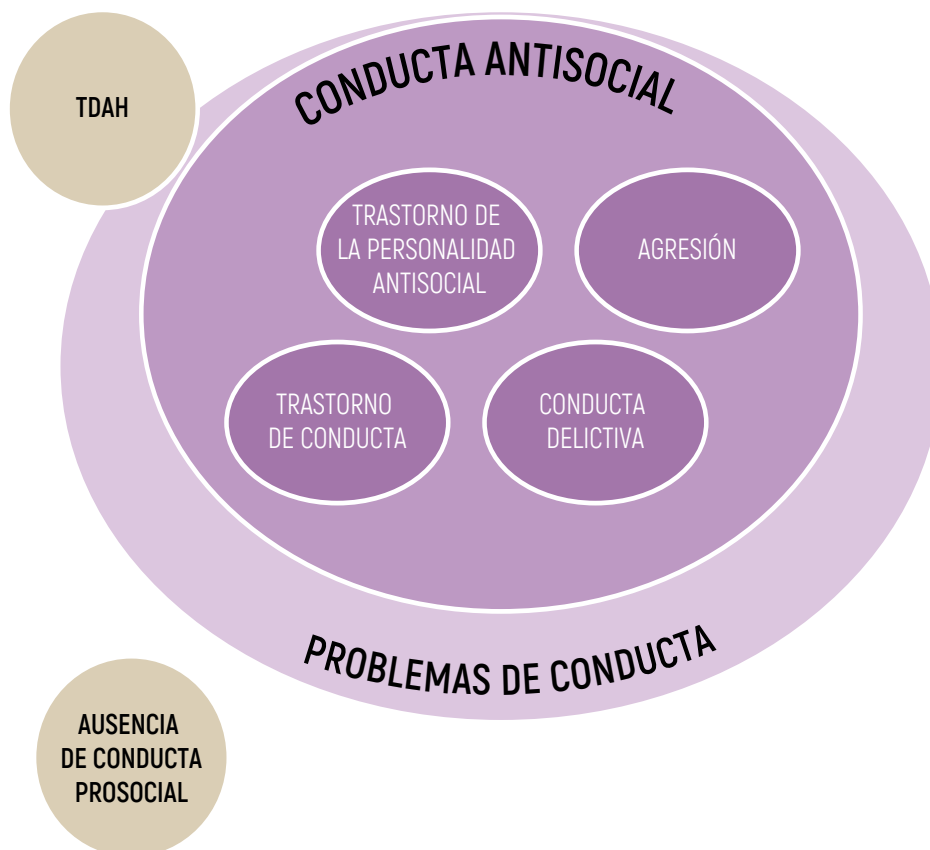 CONDUCTA ANTISOCIAL
TDAH
TRASTORNO DE
LA PERSONALIDAD
ANTISOCIAL
AGRESIÓN
TRASTORNO
DE CONDUCTA
CONDUCTA
DELICTIVA
PROBLEMAS DE CONDUCTA
AUSENCIA
DE CONDUCTA
PROSOCIAL